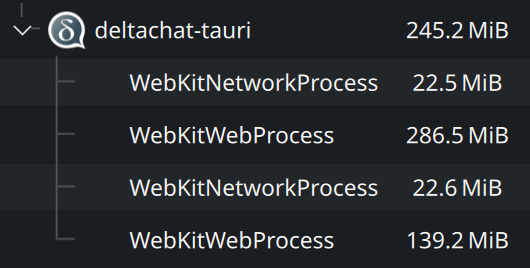 deltachat-tauri 245.2 MiB
WebKitNetworkProcess 22.5 MiB
WebKitWebProcess 286.5 MiB
WebKitNetworkProcess 22.6 MiB
WebKitWebProcess 139.2 MiB